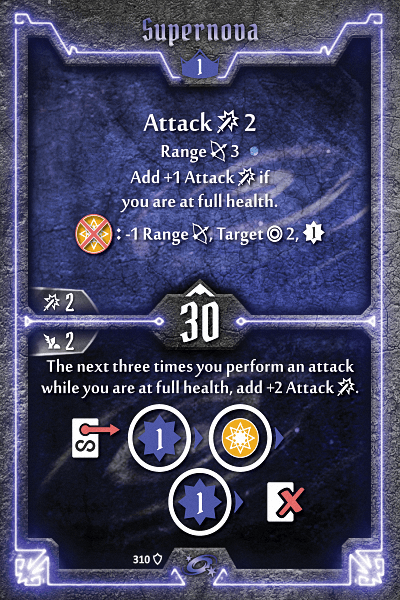 Supernova
1
Attack 2
Range 3
Add +1 Attack if
you are at full health.
: -1 Range, Target 2, 1
2
30
2
The next three times you perform an attack
while you are at full health, add +2 Attack.
S 1
1
310